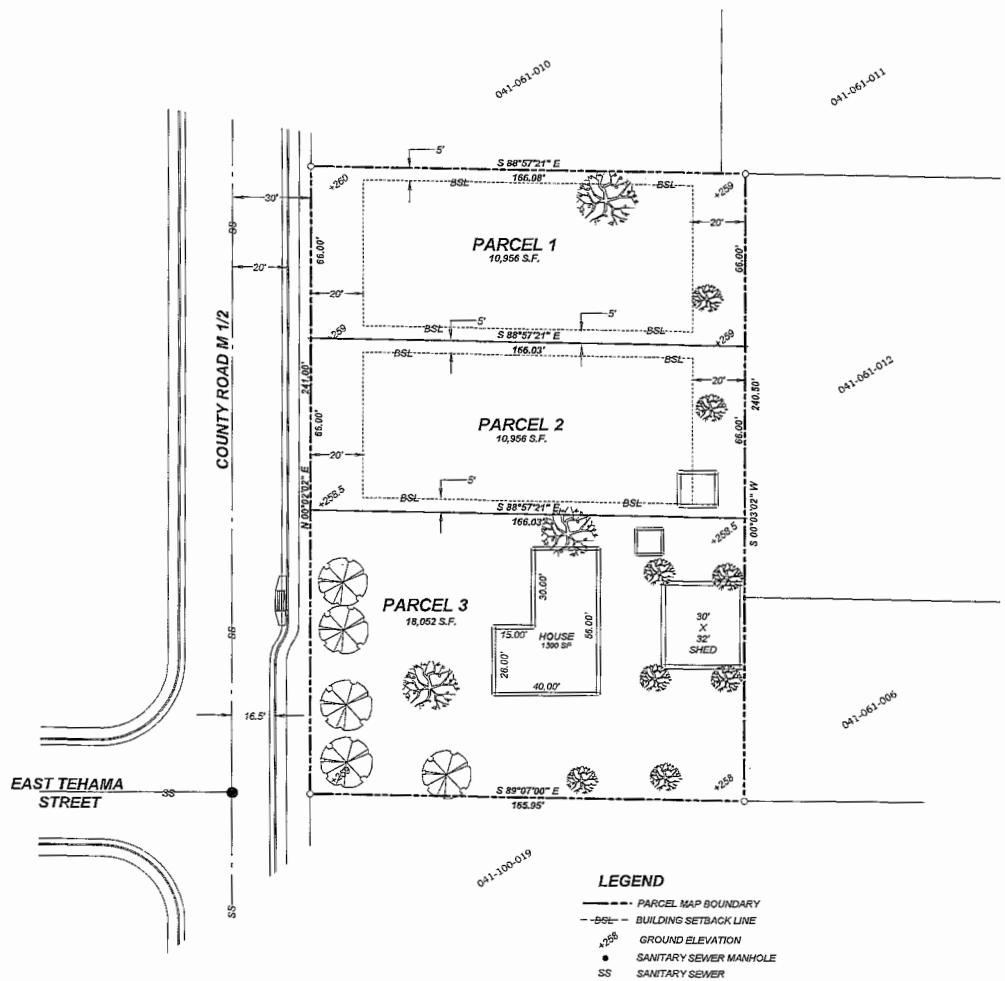 041-061-010
041-061-011
5'
S 88°57'21" E
166.08'
BSL
BSL
+260
+259
30'
20'
SS
66.00'
PARCEL 1
10,956 S.F.
66.00'
20'
20'
5'
5'
+259
BSL
S 88°57'21" E
BSL
+259
166.03'
BSL
BSL
COUNTY ROAD M 1/2
241.00'
041-061-012
20'
240.50'
66.00'
PARCEL 2
10,956 S.F.
66.00'
20'
5'
+258.5
BSL
BSL
S 88°57'21" E
166.03'
N 00°02'02" E
S 00°03'02" W
+258.5
30.00'
56.00'
PARCEL 3
18,052 S.F.
30'
X
32'
SHED
15.00'
HOUSE
1390 SF
SS
26.00'
40.00'
041-061-006
16.5'
EAST TEHAMA
STREET
SS
+258
S 89°07'00" E
165.95'
041-100-019
SS
LEGEND
PARCEL MAP BOUNDARY
BSL BUILDING SETBACK LINE
+258 GROUND ELEVATION
SANITARY SEWER MANHOLE
SS SANITARY SEWER